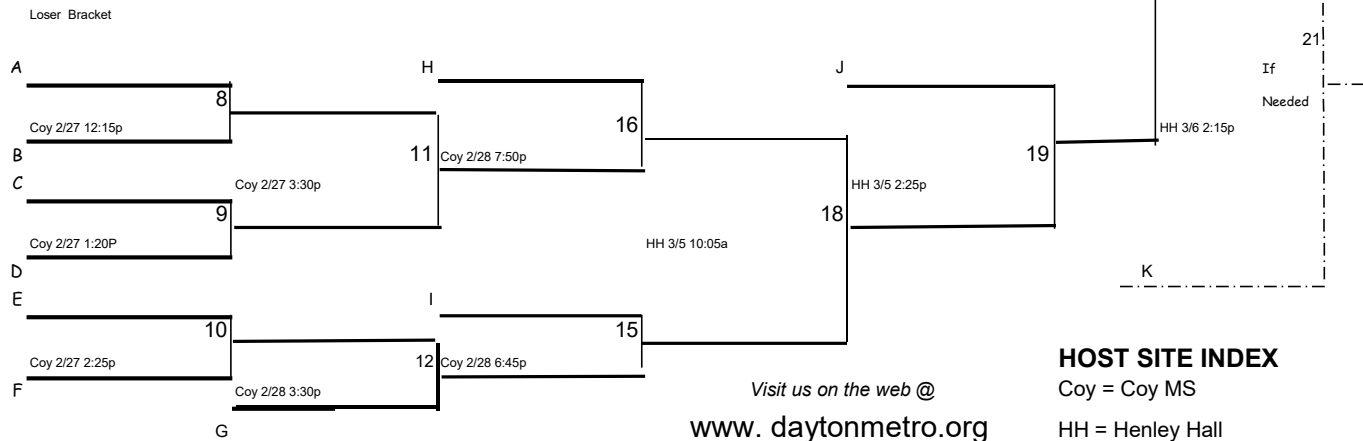 Loser Bracket
21
A
H
J
If
8
Needed
Coy 2/27 12:15p
16
HH 3/6 2:15p
B
11
Coy 2/28 7:50p
19
C
Coy 2/27 3:30p
HH 3/5 2:25p
9
18
Coy 2/27 1:20P
HH 3/5 10:05a
D
K
E
I
10
15
Coy 2/27 2:25p
12
Coy 2/28 6:45p
HOST SITE INDEX
F
Coy 2/28 3:30p
Visit us on the web @
Coy = Coy MS
G
www. daytonmetro.org
HH = Henley Hall